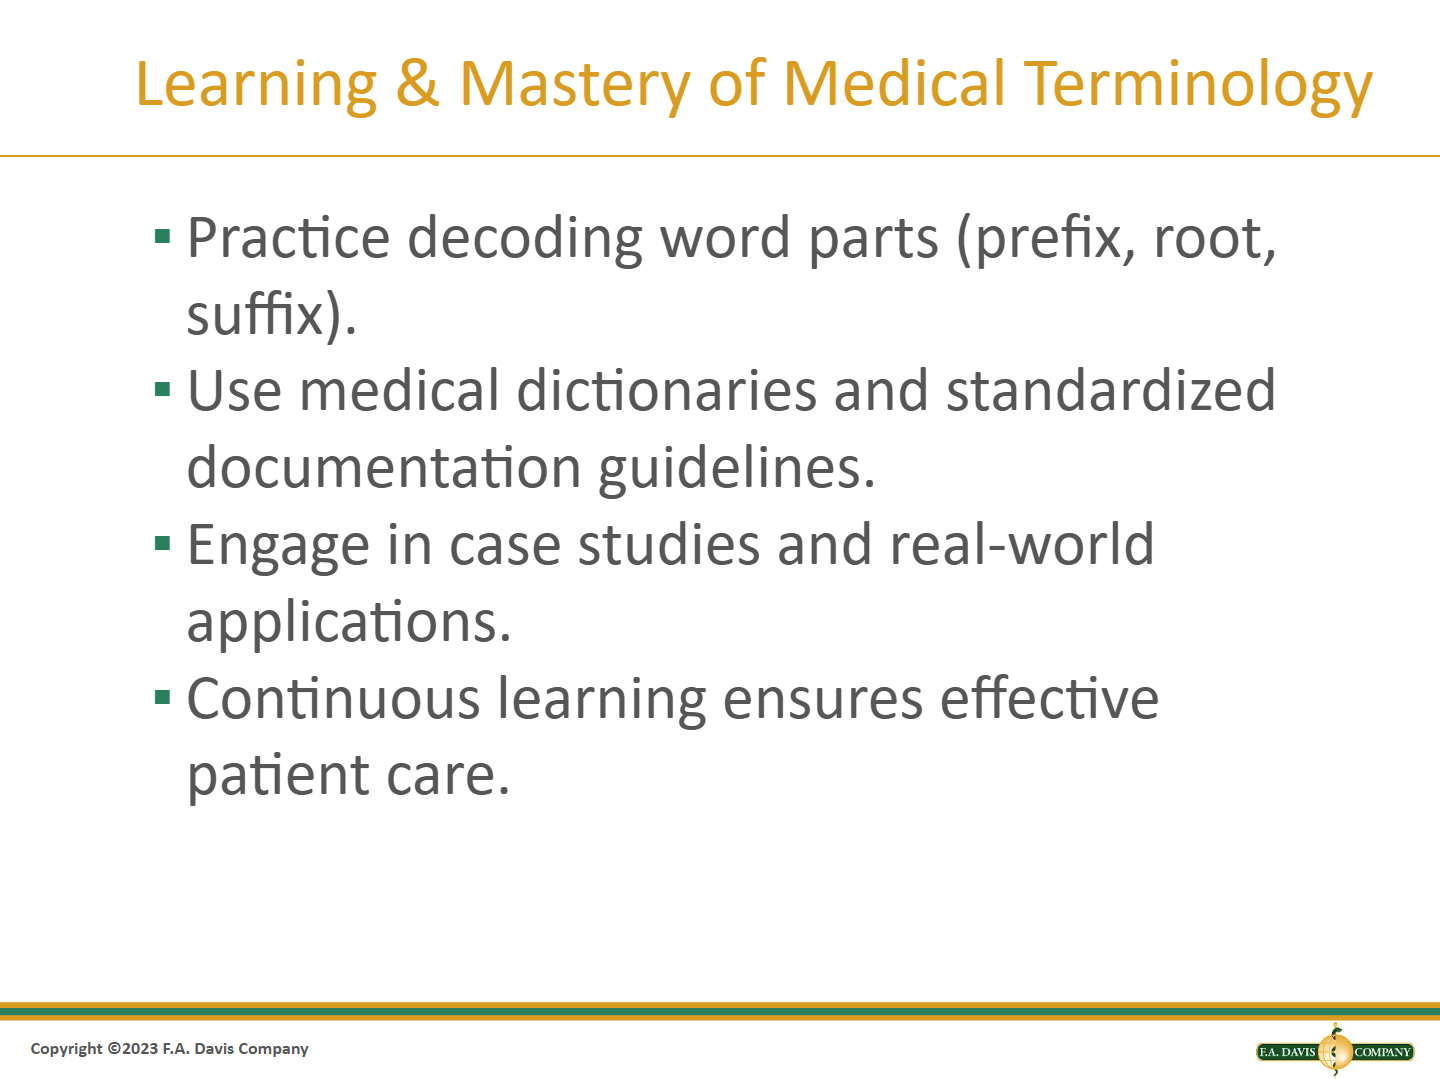 Learning & Mastery of Medical Terminology
▪ Practice decoding word parts (prefix, root,
suffix).
▪ Use medical dictionaries and standardized
documentation guidelines.
▪ Engage in case studies and real-world
applications.
▪ Continuous learning ensures effective
patient care.
Copyright ©2023 F.A. Davis Company
F.A. DAVIS COMPANY